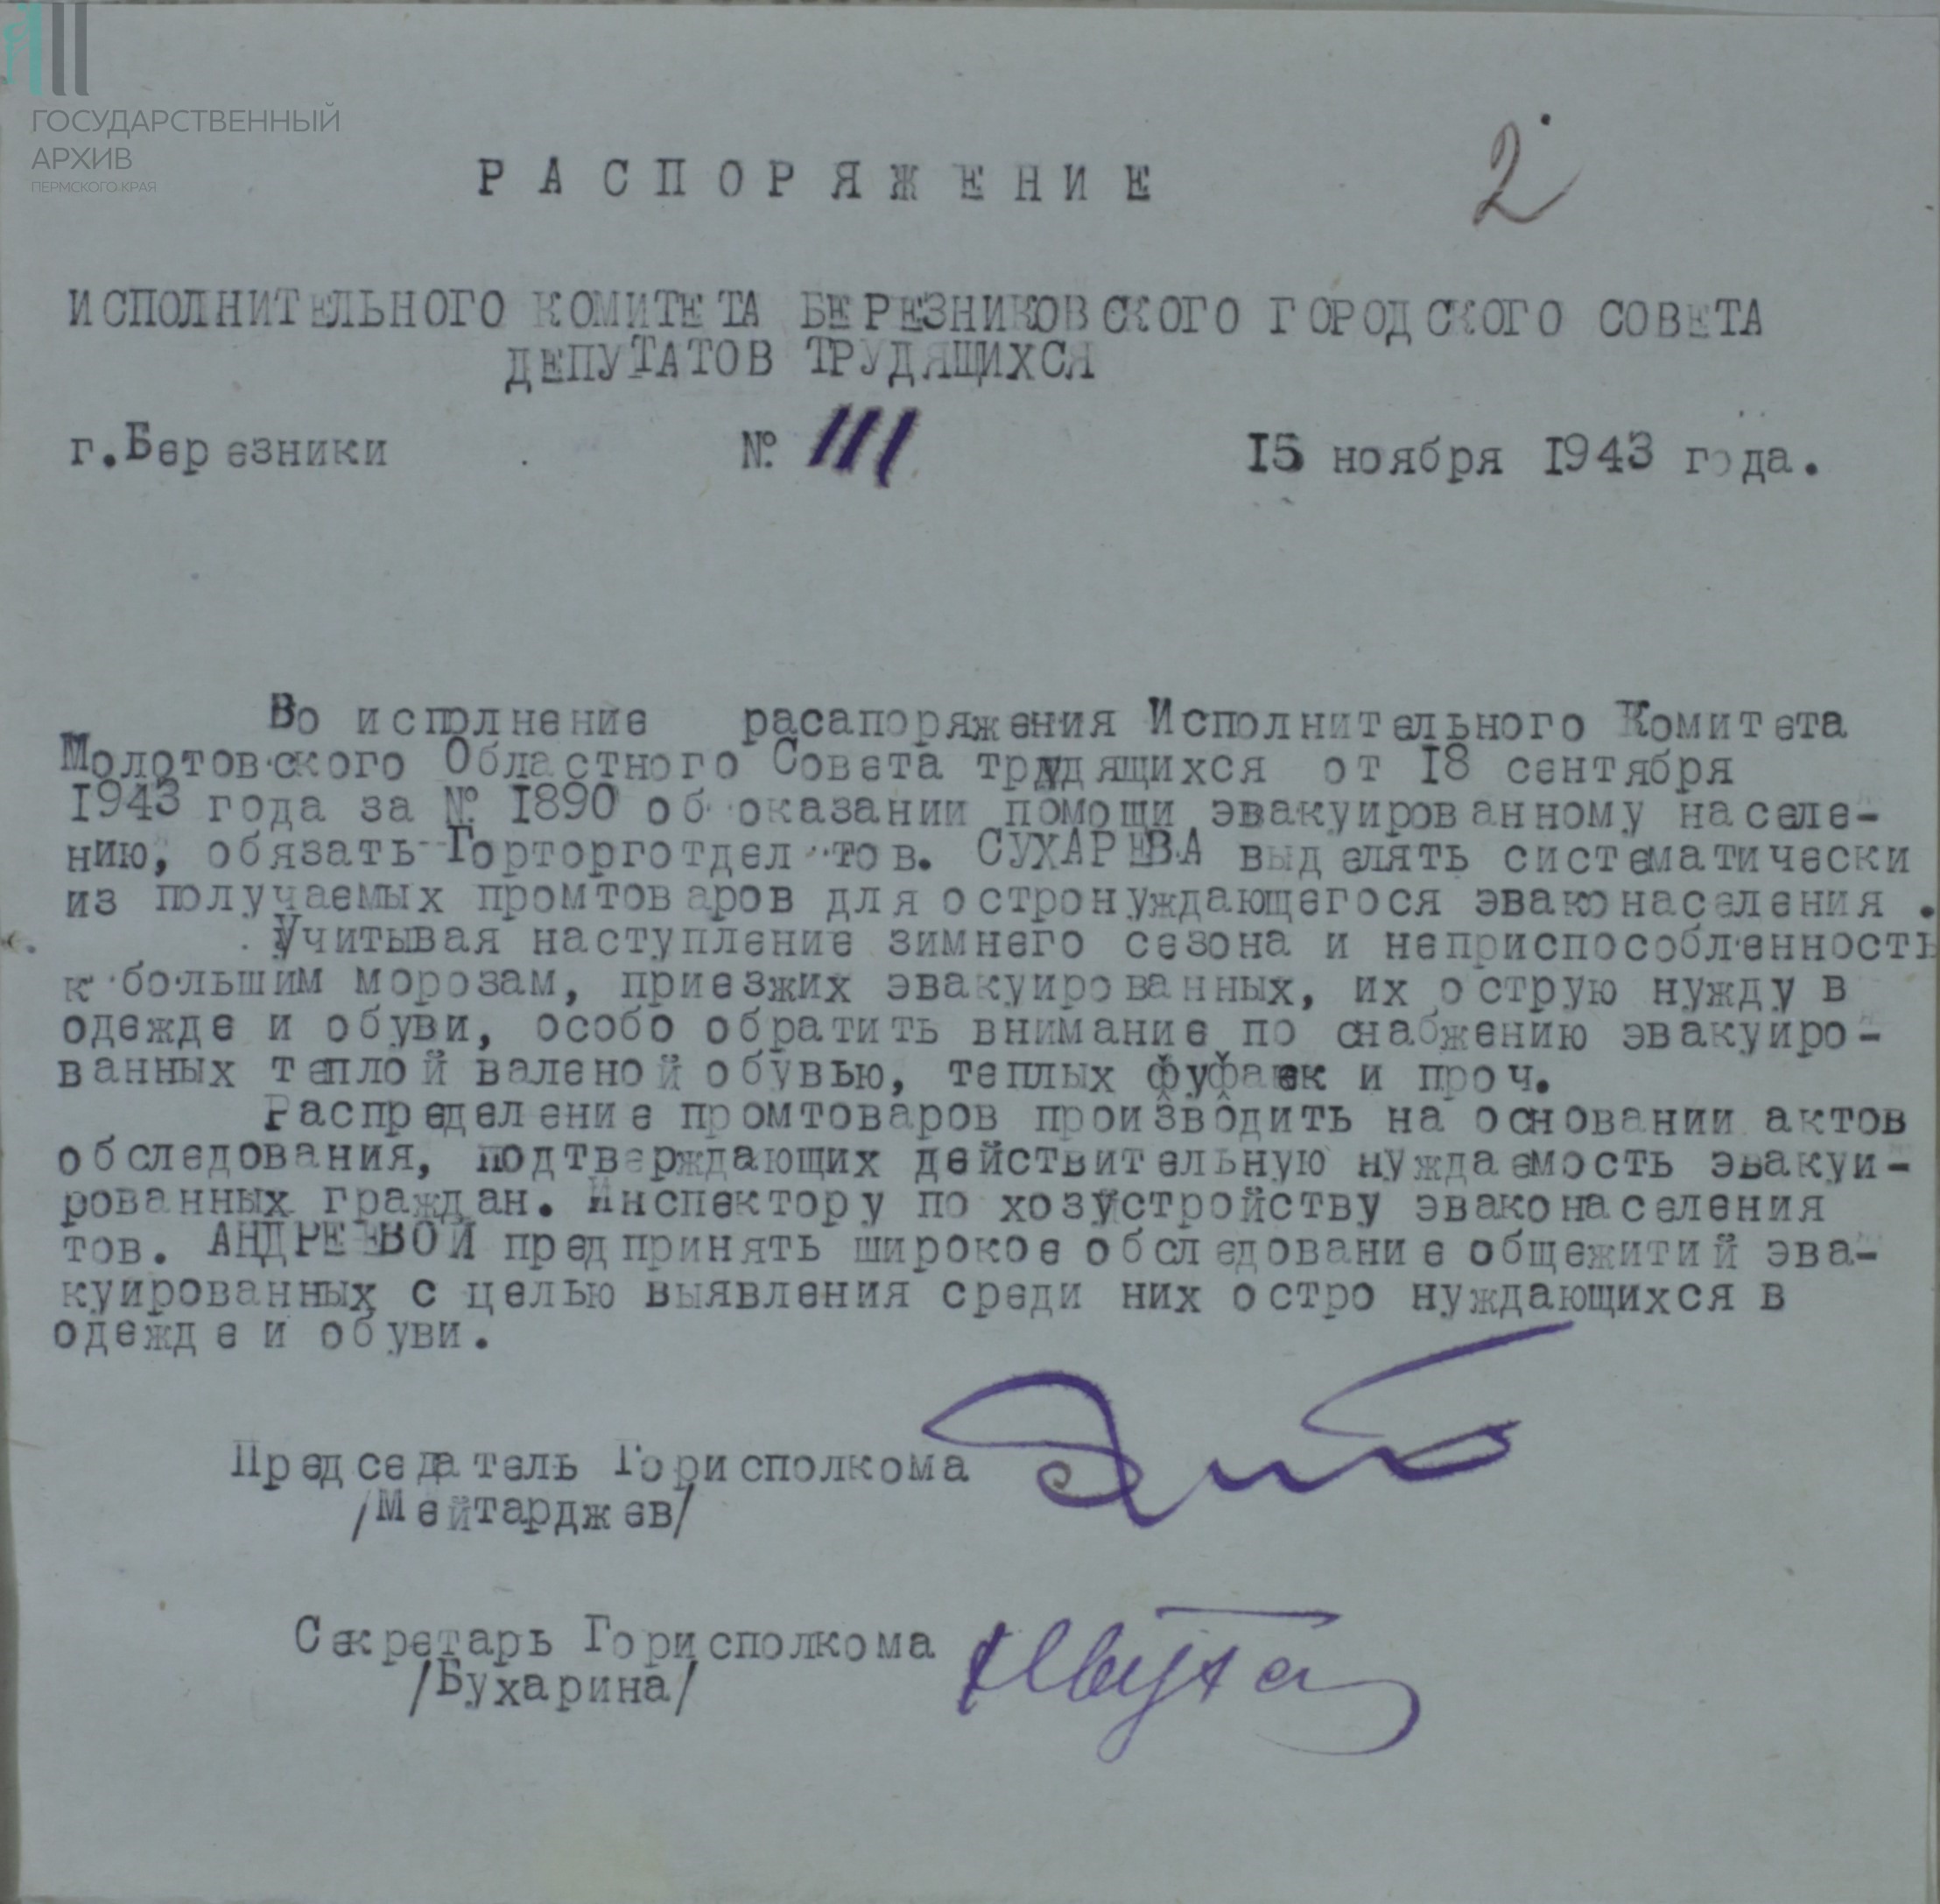 ГОСУДАРСТВЕННЫЙ
АРХИВ
ПЕРМСКОГО КРАЯ
РАСПОРЯЖЕНИЕ
2
ИСПОЛНИТЕЛЬНОГО КОМИТЕТА БЕРЕЗНИКОВСКОГО ГОРОДСКОГО СОВЕТА
ДЕПУТАТОВ ТРУДЯЩИХСЯ
г.Березники № 111 15 ноября 1943 года.
Во исполнение расапоряжения Исполнительного Комитета
Молотовского Областного Совета трудящихся от 18 сентября
1943 года за № 1890 об оказании помощи эвакуированному населе-
нию, обязать Горторготдел тов. СУХАРЕВА выделять систематически
из получаемых промтоваров для остронуждающегося эваконаселения.
Учитывая наступление зимнего сезона и неприспособленность
к большим морозам, приезжих эвакуированных, их острую нужду в
одежде и обуви, особо обратить внимание по снабжению эвакуиро-
ванных теплой валеной обувью, теплых фуфаек и проч.
Распределение промтоваров производить на основании актов
обследования, подтверждающих действительную нуждаемость эвакуи-
рованных граждан. Инспектору по хозустройству эваконаселения
тов. АНДРЕЕВОЙ предпринять широкое обследование общежитий эва-
куированных с целью выявления среди них остро нуждающихся в
одежде и обуви.
Председатель Горисполкома
/Мейтарджев/
Секретарь Горисполкома
/Бухарина/